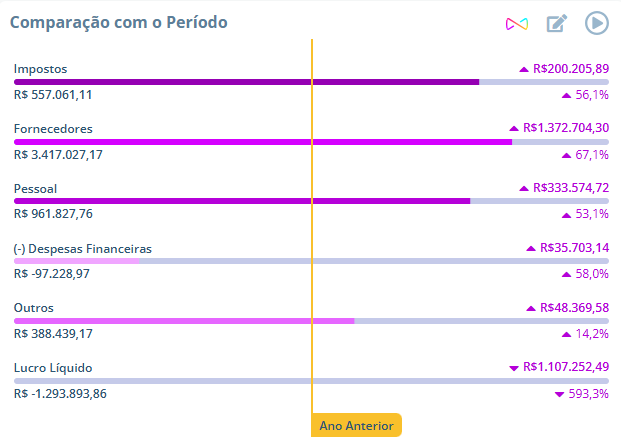 Comparação com o Período
Impostos
R$200.205,89
R$ 557.061,11
56,1%
Fornecedores
R$1.372.704,30
R$ 3.417.027,17
67,1%
Pessoal
R$333.574,72
R$ 961.827,76
53,1%
(-) Despesas Financeiras
R$35.703,14
R$ -97.228,97
58,0%
Outros
R$48.369,58
R$ 388.439,17
14,2%
Lucro Líquido
R$1.107.252,49
R$ -1.293.893,86
593,3%
Ano Anterior